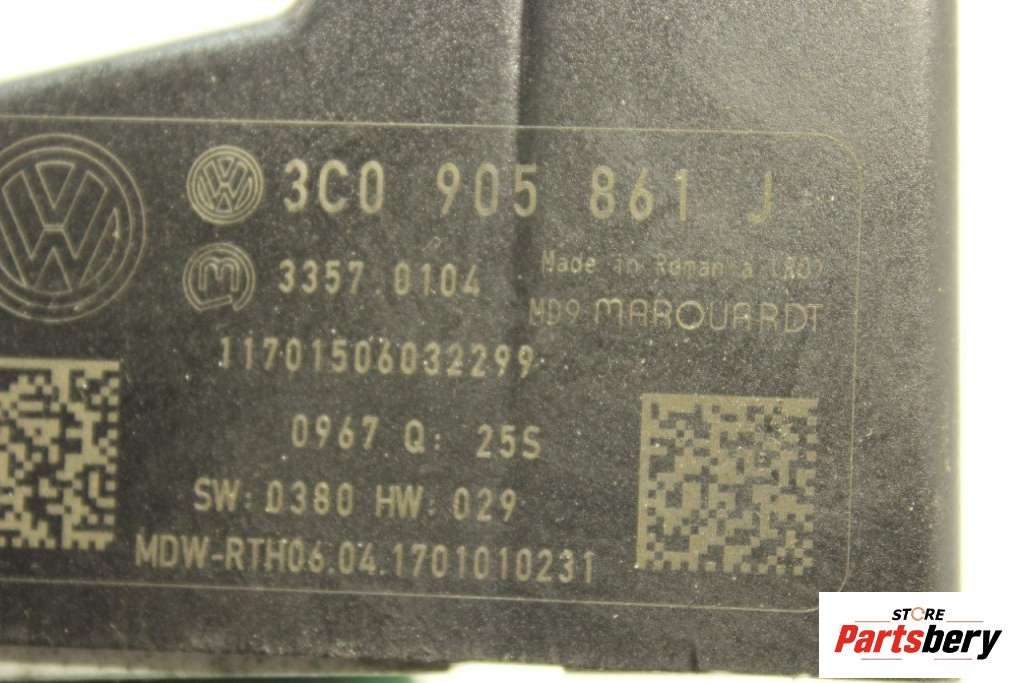 3C0 905 861 J
3357.0104
Made in Romania (RO)
MD9 MARQUARDT
11701506032299
0967 Q: 25S
SW: 0380 HW: 029
MDW-RTH06.04.1701010231
STORE
Partsbery